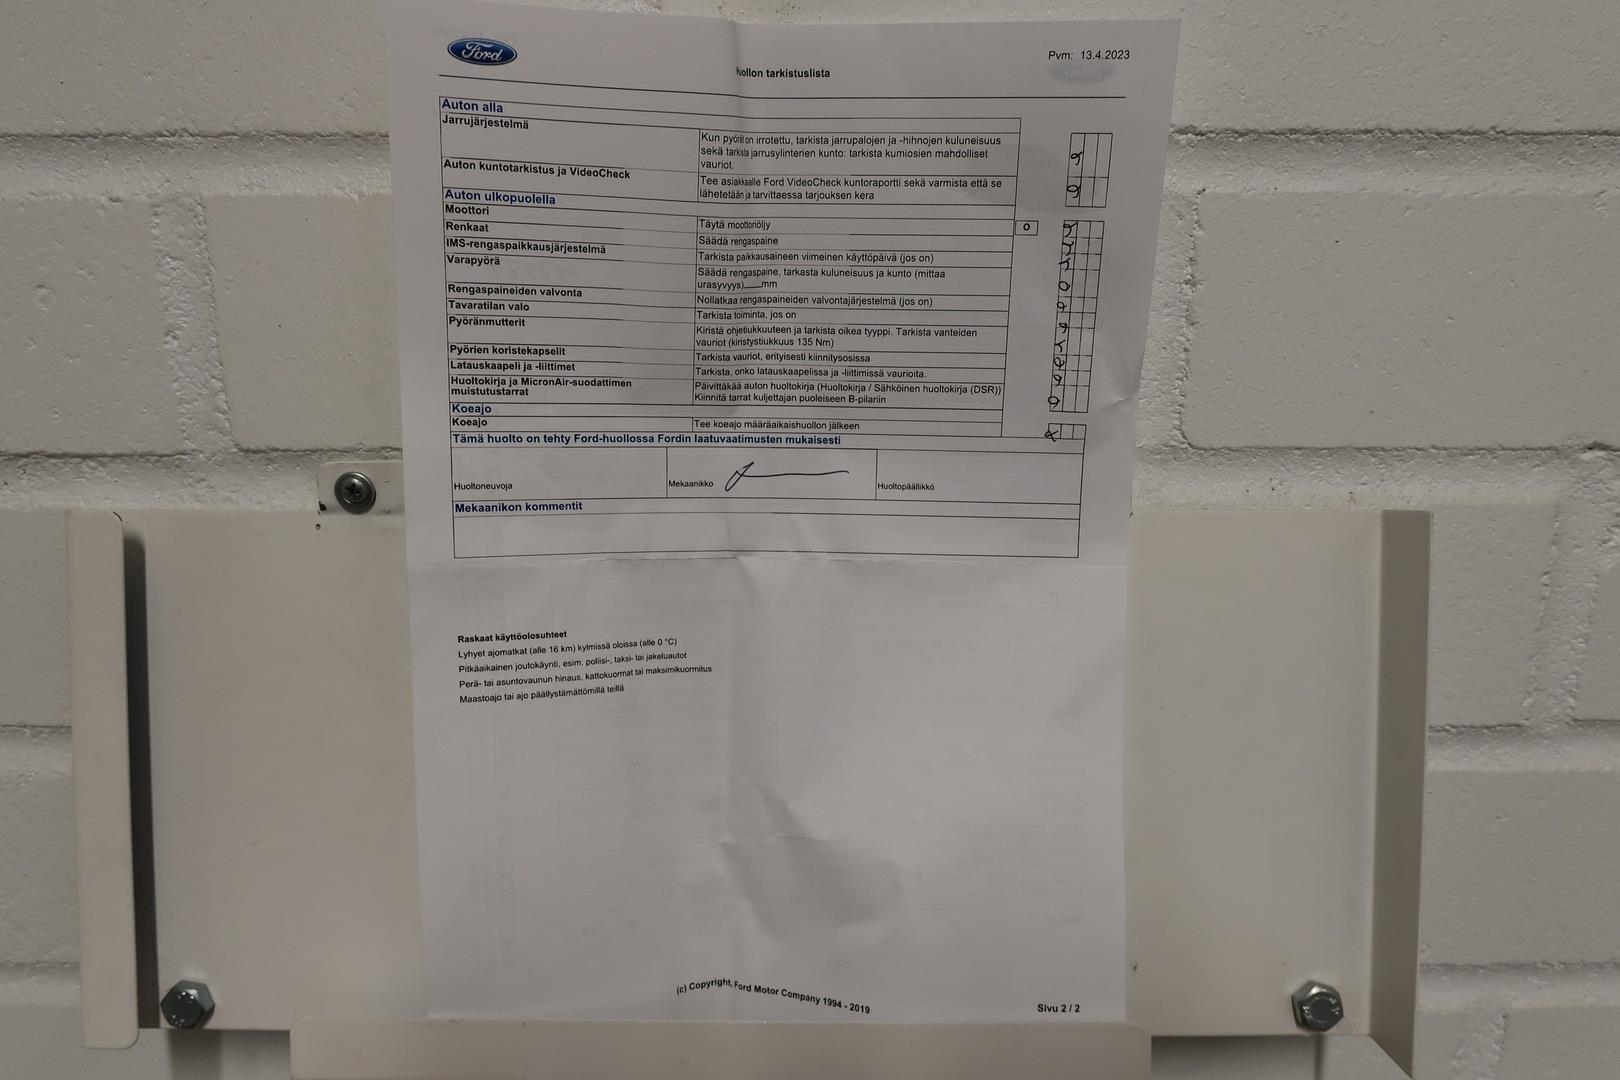 Ford
Pvm: 13.4.2023
Huollon tarkistuslista
Auton alla
Jarrujärjestelmä
Kun pyörät on irrotettu, tarkista jarrupalojen ja -hihnojen kuluneisuus
sekä tarkista jarrusylinterien kunto: tarkista kumiosien mahdolliset
vauriot.
Auton kuntotarkistus ja VideoCheck
Tee asiakkaalle Ford VideoCheck kuntoraportti sekä varmista että se
lähetetään ja tarvittaessa tarjouksen kera
Auton ulkopuolella
Moottori
Täytä moottoriöljy
o
Renkaat
Säädä rengaspaine
IMS-rengaspaikkausjärjestelmä
Tarkista paikkausaineen viimeinen käyttöpäivä (jos on)
Varapyörä
Säädä rengaspaine, tarkasta kuluneisuus ja kunto (mittaa
urasyvyys)___mm
Rengaspaineiden valvonta
Nollatkaa rengaspaineiden valvontajärjestelmä (jos on)
Tavaratilan valo
Tarkista toiminta, jos on
Pyöränmutterit
Kiristä ohjetiukkuuteen ja tarkista oikea tyyppi. Tarkista vanteiden
vauriot (kiristystiukkuus 135 Nm)
Pyörien koristekapselit
Tarkista vauriot, erityisesti kiinnitysosissa
Latauskaapeli ja -liittimet
Tarkista, onko latauskaapelissa ja -liittimissä vaurioita.
Huoltokirja ja MicronAir-suodattimen
muistutustarrat
Päivittäkää auton huoltokirja (Huoltokirja / Sähköinen huoltokirja (DSR))
Kiinnitä tarrat kuljettajan puoleiseen B-pilariin
Koeajo
Koeajo
Tee koeajo määräaikaishuollon jälkeen
Tämä huolto on tehty Ford-huollossa Fordin laatuvaatimusten mukaisesti
Huoltoneuvoja
Mekaanikko
Huoltopäällikkö
Mekaanikon kommentit
Raskaat käyttöolosuhteet
Lyhyet ajomatkat (alle 16 km) kylmissä oloissa (alle 0 °C)
Pitkäaikainen joutokäynti, esim. poliisi-, taksi- tai jakeluautot
Perä- tai asuntovaunun hinaus, kattokuormat tai maksimikuormitus
Maastoajo tai ajo päällystämättömillä teillä
(c) Copyright, Ford Motor Company 1994 - 2019
Sivu 2 / 2